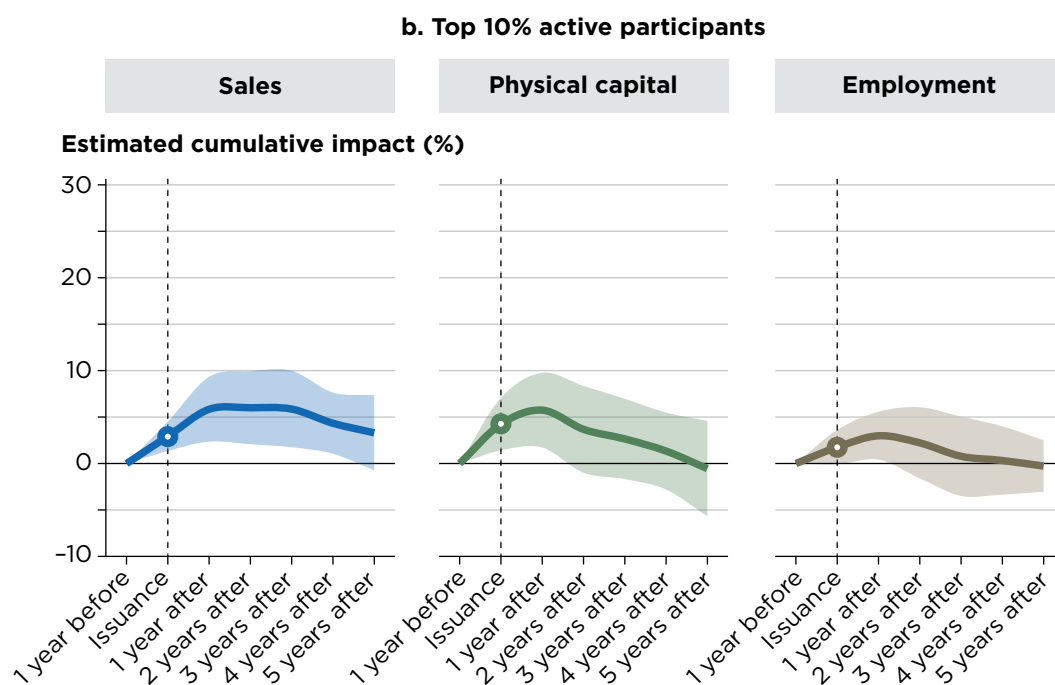 b. Top 10% active participants
Sales
Physical capital
Employment
Estimated cumulative impact (%)
30
20
10
0
–10
1 year before
Issuance
1 year after
2 years after
3 years after
4 years after
5 years after
1 year before
Issuance
1 year after
2 years after
3 years after
4 years after
5 years after
1 year before
Issuance
1 year after
2 years after
3 years after
4 years after
5 years after